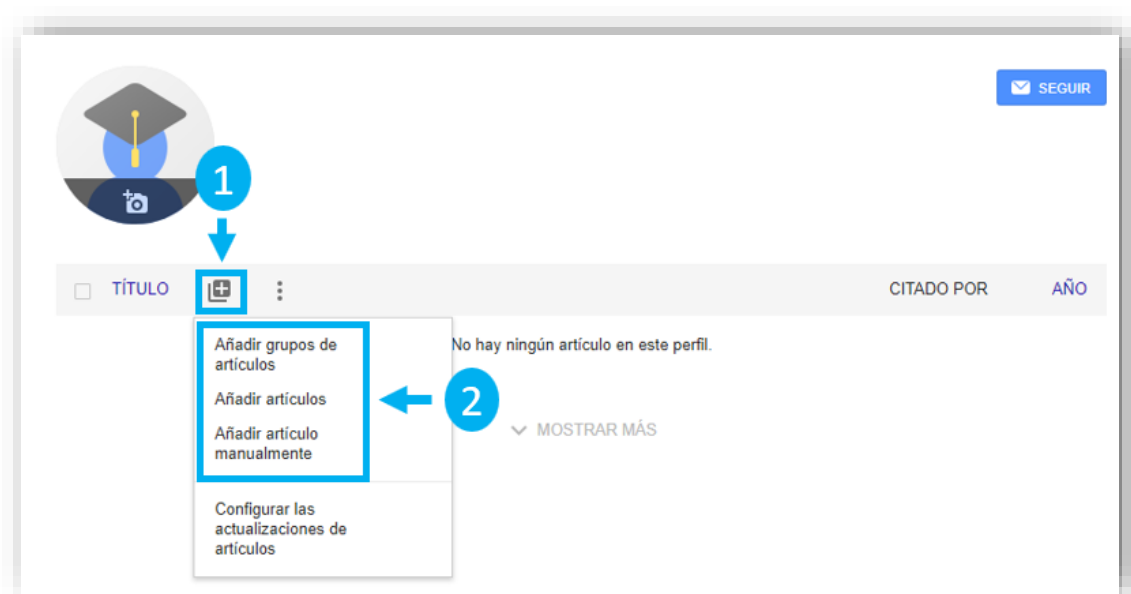 SEGUIR
1
TÍTULO
CITADO POR
AÑO
Añadir grupos de
artículos
Añadir artículos
Añadir artículo
manualmente
Configurar las
actualizaciones de
artículos
No hay ningún artículo en este perfil.
2
MOSTRAR MÁS